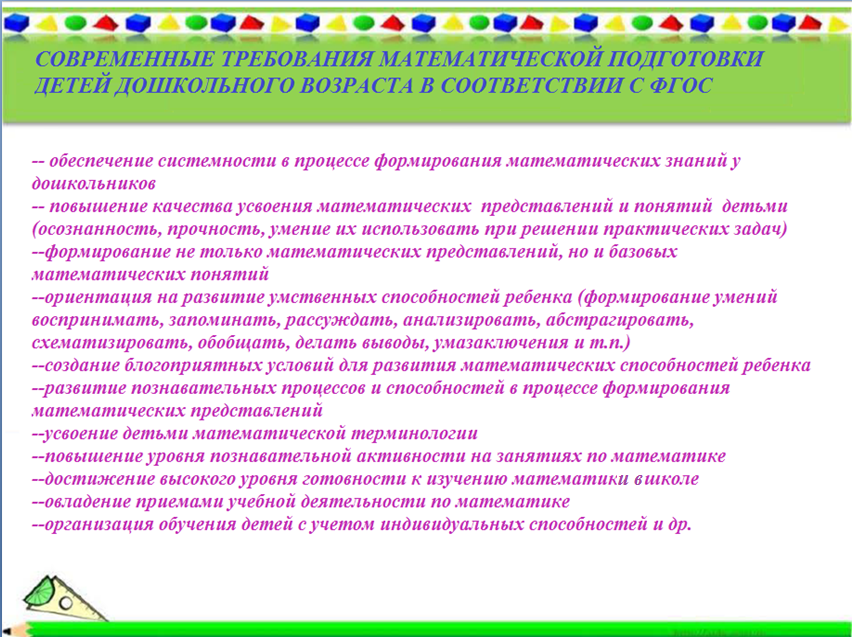 СОВРЕМЕННЫЕ ТРЕБОВАНИЯ МАТЕМАТИЧЕСКОЙ ПОДГОТОВКИ
ДЕТЕЙ ДОШКОЛЬНОГО ВОЗРАСТА В СООТВЕТСТВИИ С ФГОС
-- обеспечение системности в процессе формирования математических знаний у
дошкольников
-- повышение качества усвоения математических представлений и понятий детьми
(осознанность, прочность, умение их использовать при решении практических задач)
--формирование не только математических представлений, но и базовых
математических понятий
--ориентация на развитие умственных способностей ребенка (формирование умений
воспринимать, запоминать, рассуждать, анализировать, абстрагировать,
схематизировать, обобщать, делать выводы, умазаключения и т.п.)
--создание блогоприятных условий для развития математических способностей ребенка
--развитие познавательных процессов и способностей в процессе формирования
математических представлений
--усвоение детьми математической терминологии
--повышение уровня познавательной активности на занятиях по математике
--достижение высокого уровня готовности к изучению математики вшколе
--овладение приемами учебной деятельности по математике
--организация обучения детей с учетом индивидуальных способностей и др.